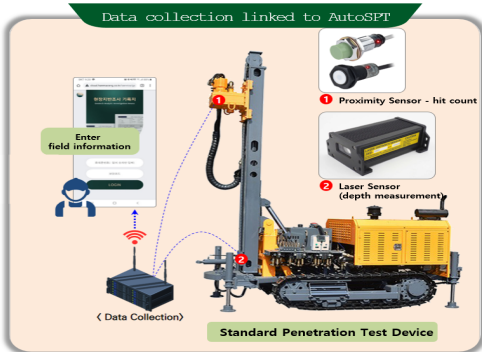 Data collection linked to AutoSPT
Enter
field information
LOGIN
1
2
1 Proximity Sensor - hit count
2 Laser Sensor
(depth measurement)
< Data Collection>
Standard Penetration Test Device